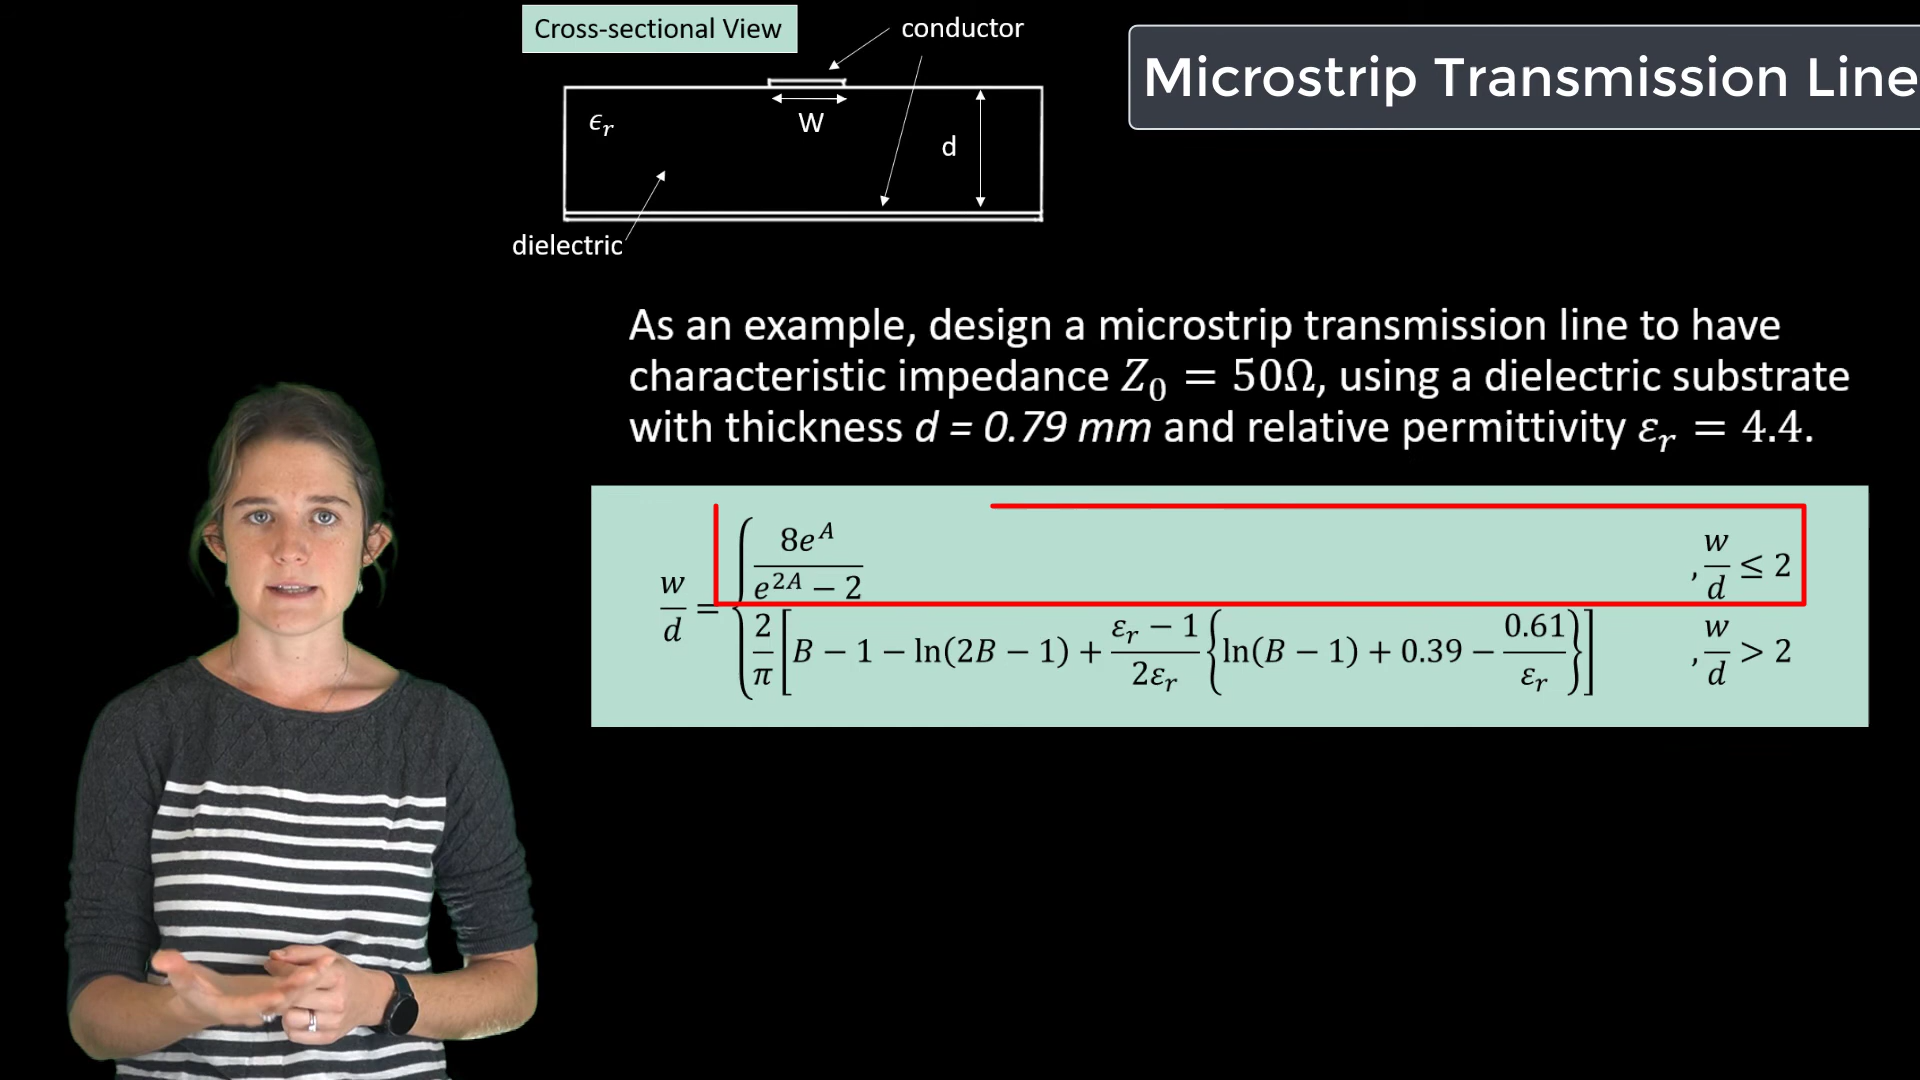 Cross-sectional View
conductor
Microstrip Transmission Line
ϵ_r
W
d
dielectric
As an example, design a microstrip transmission line to have
characteristic impedance Z_0 = 50Ω, using a dielectric substrate
with thickness d = 0.79 mm and relative permittivity ε_r = 4.4.
w/d = { 8e^A / (e^{2A} − 2) , w/d ≤ 2
2/π [B − 1 − ln(2B − 1) + (ε_r − 1)/(2ε_r) {ln(B − 1) + 0.39 − 0.61/ε_r}] , w/d > 2